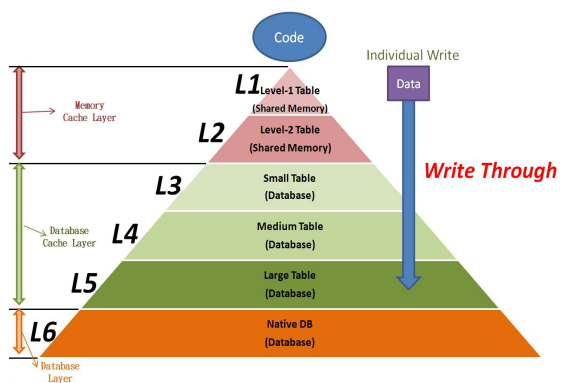 Code
Individual Write
Data
L1
Level-1 Table
(Shared Memory)
Memory
Cache Layer
L2
Level-2 Table
(Shared Memory)
Write Through
L3
Small Table
(Database)
Database
Cache Layer
L4
Medium Table
(Database)
L5
Large Table
(Database)
L6
Native DB
(Database)
Database
Layer